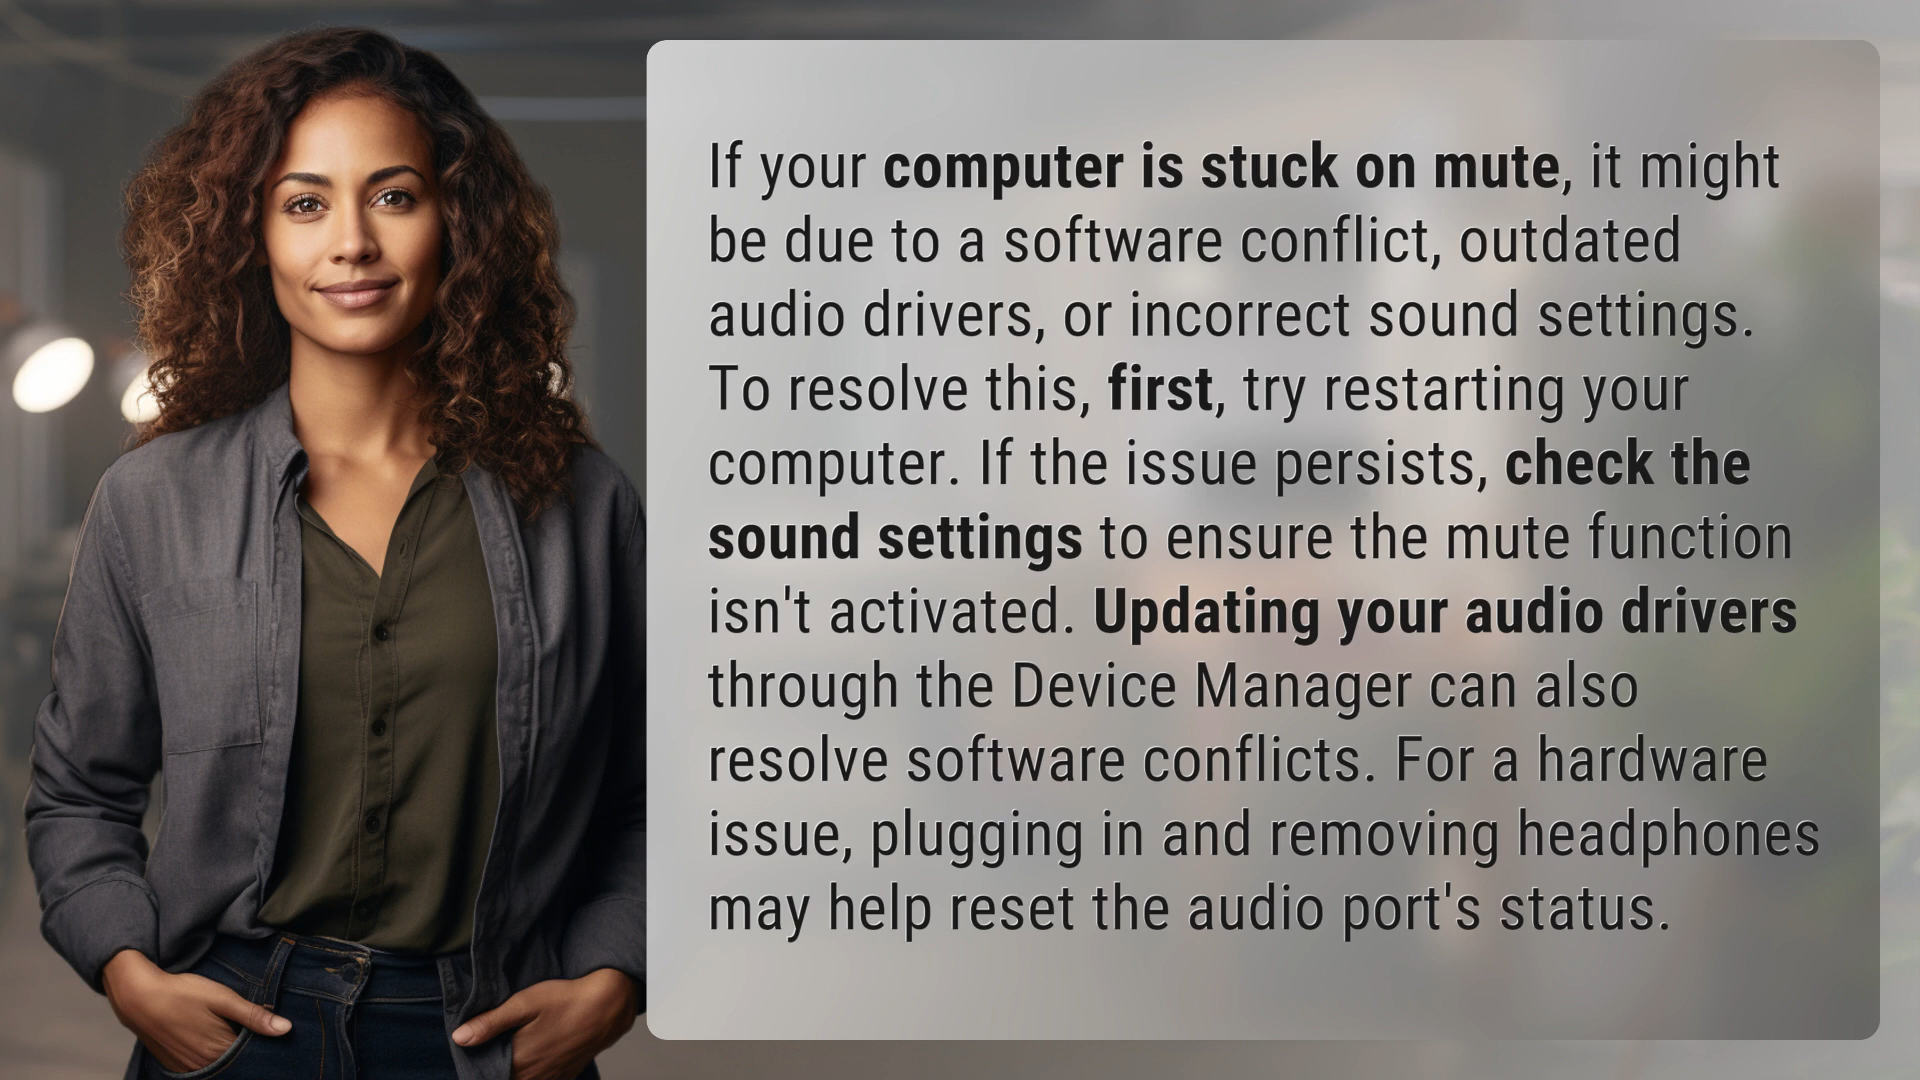 If your computer is stuck on mute, it might
be due to a software conflict, outdated
audio drivers, or incorrect sound settings.
To resolve this, first, try restarting your
computer. If the issue persists, check the
sound settings to ensure the mute function
isn't activated. Updating your audio drivers
through the Device Manager can also
resolve software conflicts. For a hardware
issue, plugging in and removing headphones
may help reset the audio port's status.